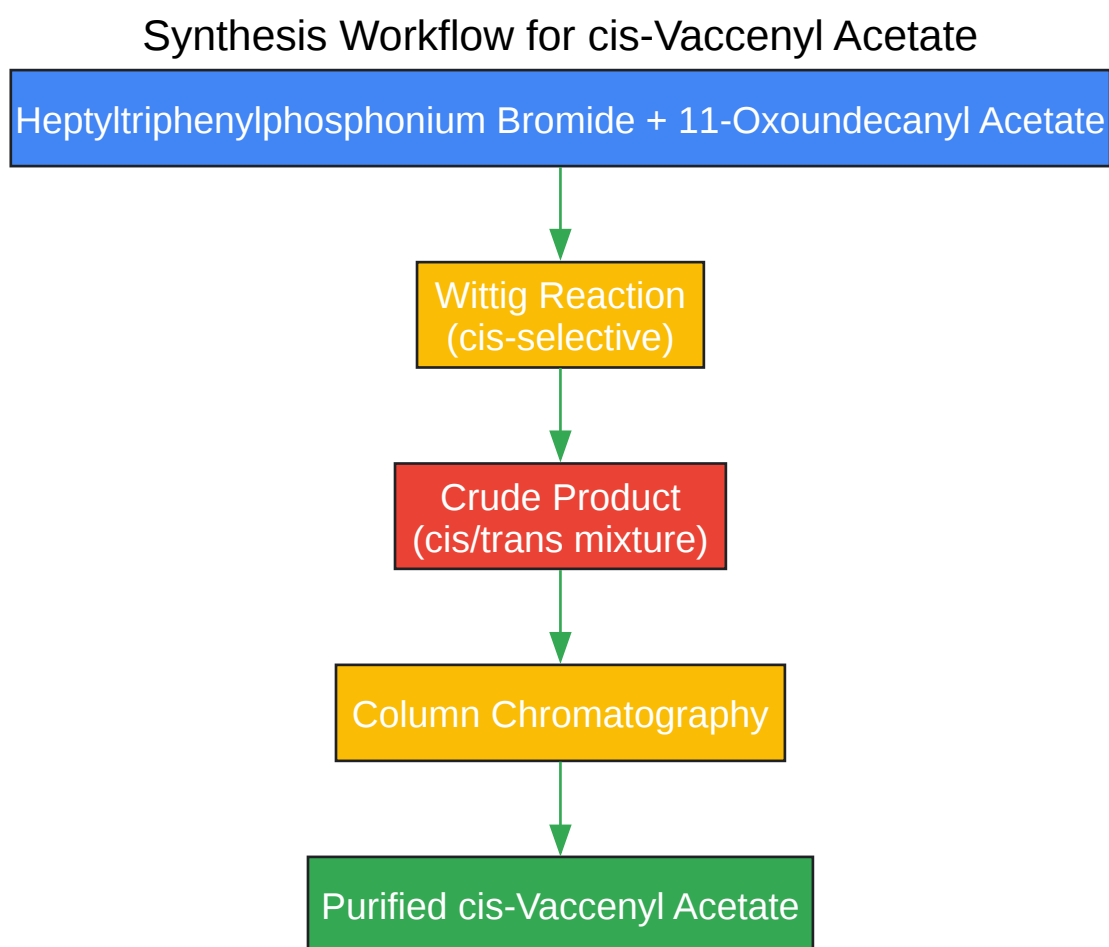 Synthesis Workflow for cis-Vaccenyl Acetate
Heptyltriphenylphosphonium Bromide + 11-Oxoundecanyl Acetate
Wittig Reaction
(cis-selective)
Crude Product
(cis/trans mixture)
Column Chromatography
Purified cis-Vaccenyl Acetate